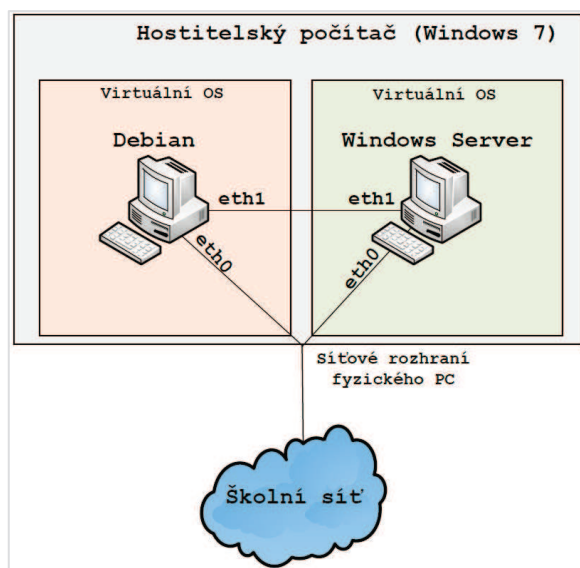 Hostitelský počítač (Windows 7)
Virtuální OS
Debian
eth1
eth0
Virtuální OS
Windows Server
eth1
eth0
Síťové rozhraní
fyzického PC
Školní síť